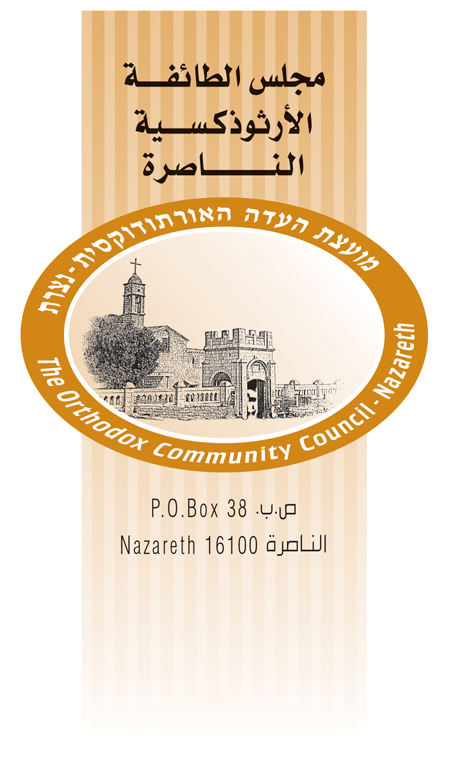 مجلس الطائفة
الأرثوذكسية
الناصرة
מועצת העדה האורתודוקסית-נצרת
The Orthodox Community Council - Nazareth
P.O.Box 38 ص.ب.
Nazareth 16100 الناصرة